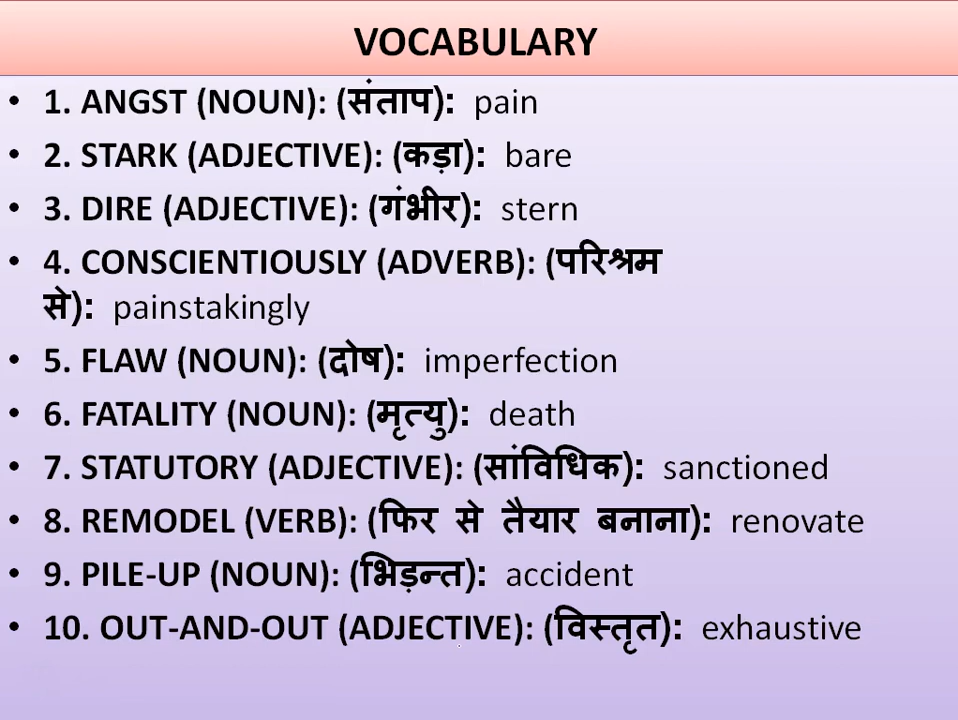 VOCABULARY
• 1. ANGST (NOUN): (संताप): pain
• 2. STARK (ADJECTIVE): (कड़ा): bare
• 3. DIRE (ADJECTIVE): (गंभीर): stern
• 4. CONSCIENTIOUSLY (ADVERB): (परिश्रम
से): painstakingly
• 5. FLAW (NOUN): (दोष): imperfection
• 6. FATALITY (NOUN): (मृत्यु): death
• 7. STATUTORY (ADJECTIVE): (सांविधिक): sanctioned
• 8. REMODEL (VERB): (फिर से तैयार बनाना): renovate
• 9. PILE-UP (NOUN): (भिड़न्त): accident
• 10. OUT-AND-OUT (ADJECTIVE): (विस्तृत): exhaustive